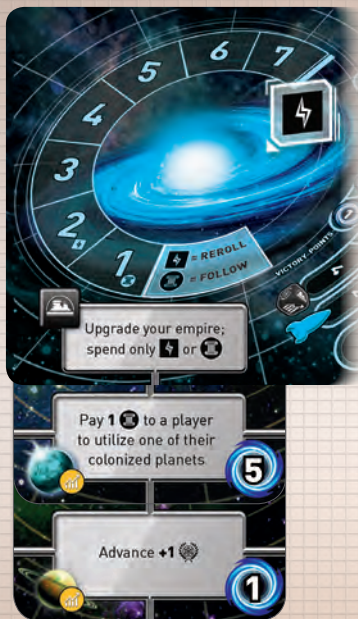 7
6
5
4
3
2
1
= REROLL
= FOLLOW
VICTORY POINTS
Upgrade your empire;
spend only or
Pay 1 to a player
to utilize one of their
colonized planets
5
Advance +1
1